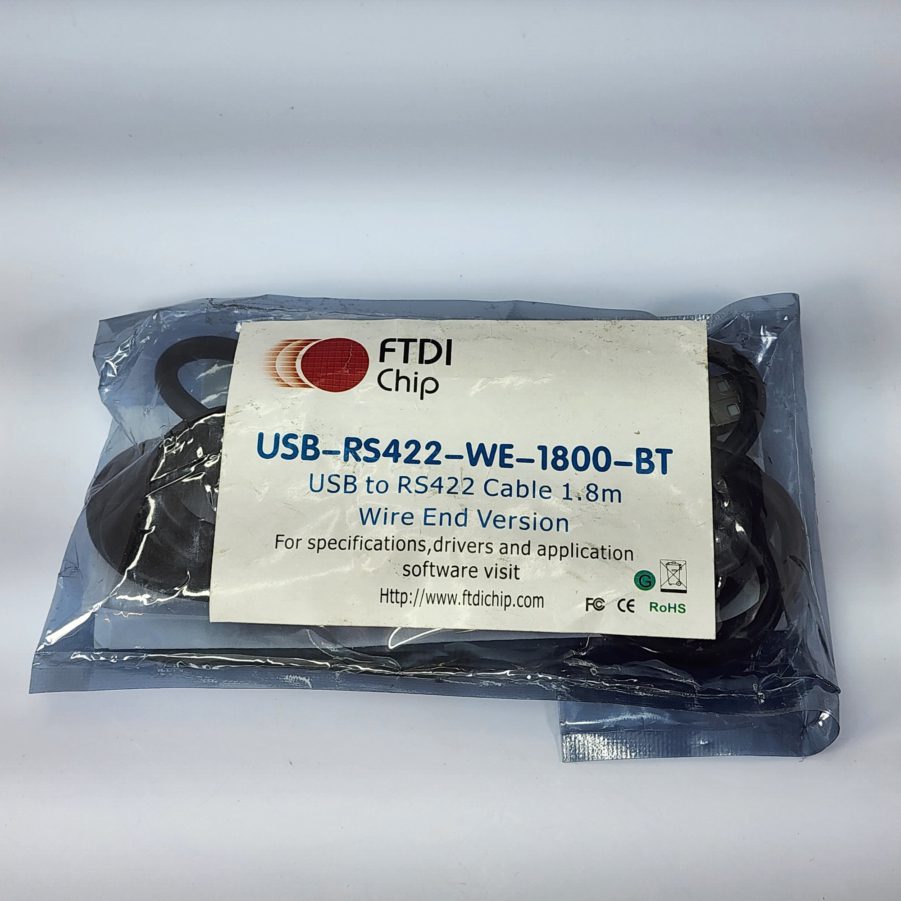 FTDI
Chip
USB-RS422-WE-1800-BT
USB to RS422 Cable 1.8m
Wire End Version
For specifications,drivers and application
software visit
Http://www.ftdichip.com
G
FC CE RoHS